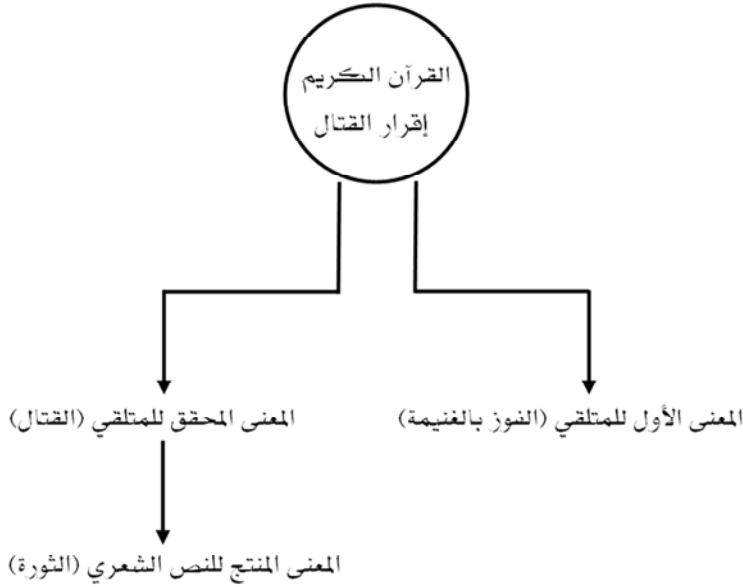 القرآن الكريم
إقرار القتال
المعنى الأول للمتلقي (الفوز بالغنيمة)
المعنى المحقق للمتلقي (القتال)
المعنى المنتج للنص الشعري (الثورة)